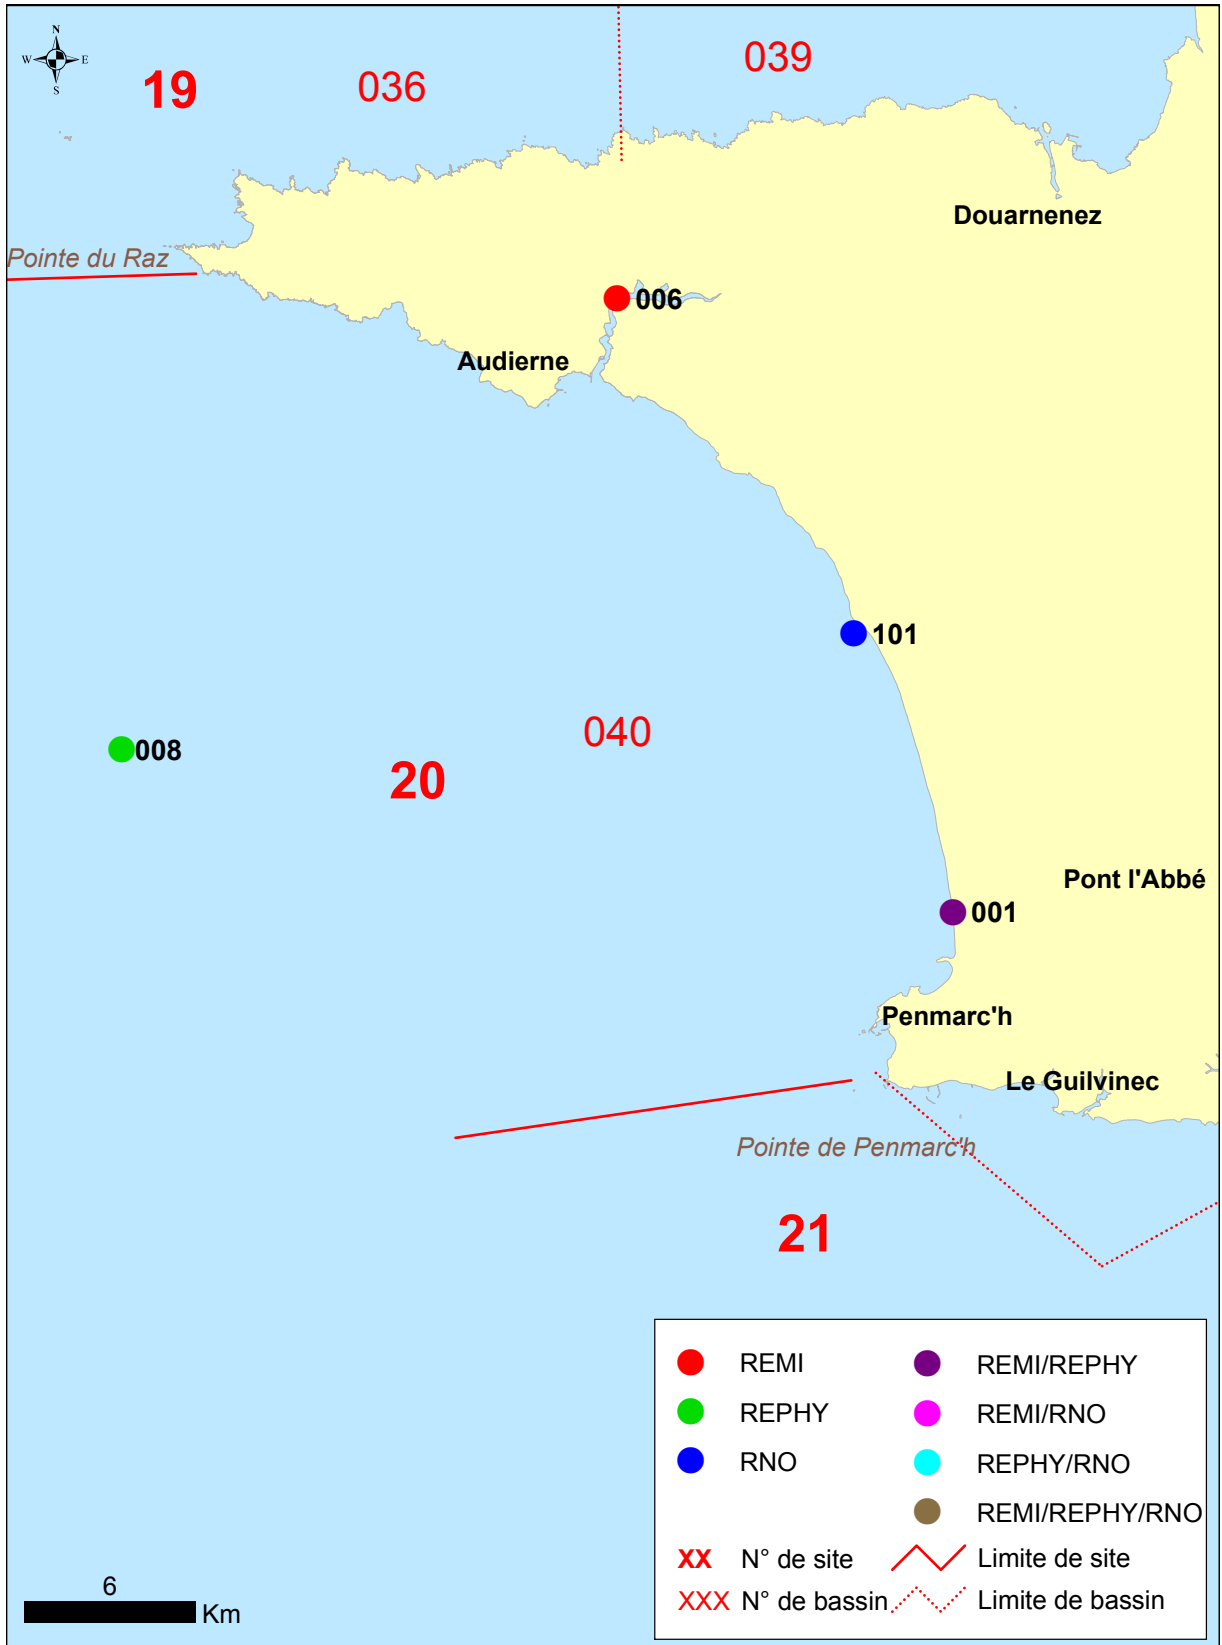 N
W E
S
19
036
039
Douarnenez
Pointe du Raz
006
Audierne
101
040
008
20
Pont l'Abbé
001
Penmarc'h
Le Guilvinec
Pointe de Penmarc'h
21
REMI
REMI/REPHY
REPHY
REMI/RNO
RNO
REPHY/RNO
REMI/REPHY/RNO
XX N° de site
Limite de site
XXX N° de bassin
Limite de bassin
6
Km